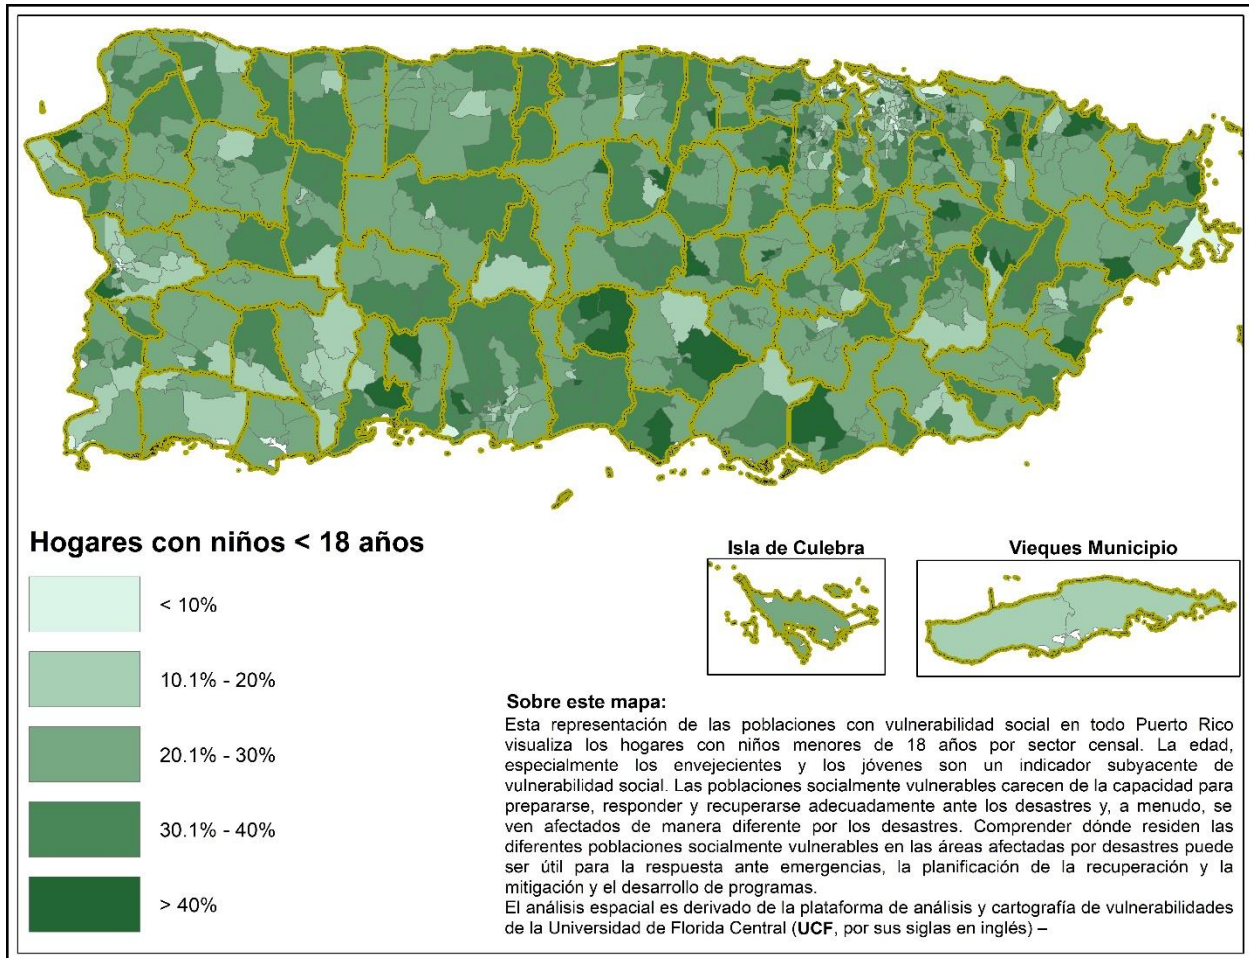 Hogares con niños < 18 años
< 10%
10.1% - 20%
20.1% - 30%
30.1% - 40%
> 40%
Isla de Culebra
Vieques Municipio
Sobre este mapa:
Esta representación de las poblaciones con vulnerabilidad social en todo Puerto Rico
visualiza los hogares con niños menores de 18 años por sector censal. La edad,
especialmente los envejecientes y los jóvenes son un indicador subyacente de
vulnerabilidad social. Las poblaciones socialmente vulnerables carecen de la capacidad para
prepararse, responder y recuperarse adecuadamente ante los desastres y, a menudo, se
ven afectados de manera diferente por los desastres. Comprender dónde residen las
diferentes poblaciones socialmente vulnerables en las áreas afectadas por desastres puede
ser útil para la respuesta ante emergencias, la planificación de la recuperación y la
mitigación y el desarrollo de programas.
El análisis espacial es derivado de la plataforma de análisis y cartografía de vulnerabilidades
de la Universidad de Florida Central (UCF, por sus siglas en inglés) –